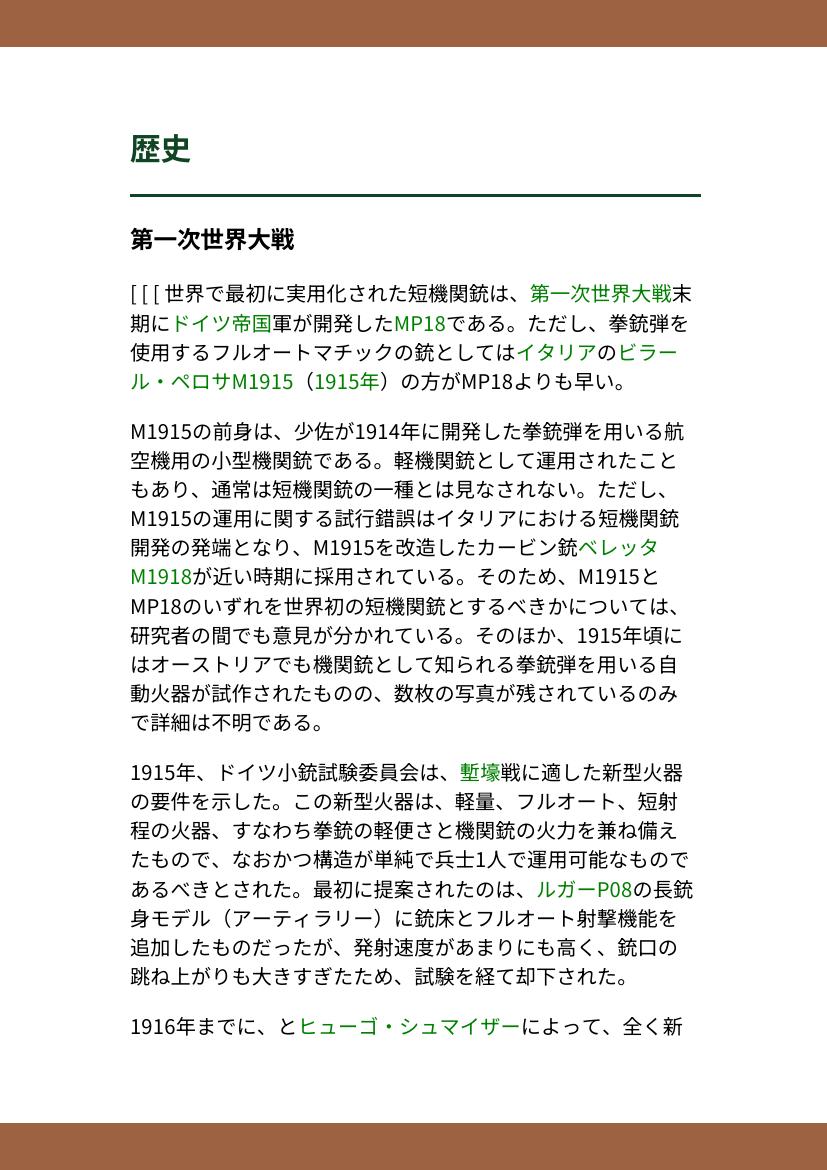 歴史
第一次世界大戦
[ [ [ 世界で最初に実用化された短機関銃は、第一次世界大戦末
期にドイツ帝国軍が開発したMP18である。ただし、拳銃弾を
使用するフルオートマチックの銃としてはイタリアのビラー
ル・ペロサM1915（1915年）の方がMP18よりも早い。
M1915の前身は、少佐が1914年に開発した拳銃弾を用いる航
空機用の小型機関銃である。軽機関銃として運用されたこと
もあり、通常は短機関銃の一種とは見なされない。ただし、
M1915の運用に関する試行錯誤はイタリアにおける短機関銃
開発の発端となり、M1915を改造したカービン銃ベレッタ
M1918が近い時期に採用されている。そのため、M1915と
MP18のいずれを世界初の短機関銃とするべきかについては、
研究者の間でも意見が分かれている。そのほか、1915年頃に
はオーストリアでも機関銃として知られる拳銃弾を用いる自
動火器が試作されたものの、数枚の写真が残されているのみ
で詳細は不明である。
1915年、ドイツ小銃試験委員会は、塹壕戦に適した新型火器
の要件を示した。この新型火器は、軽量、フルオート、短射
程の火器、すなわち拳銃の軽便さと機関銃の火力を兼ね備え
たもので、なおかつ構造が単純で兵士1人で運用可能なもので
あるべきとされた。最初に提案されたのは、ルガーP08の長銃
身モデル（アーティラリー）に銃床とフルオート射撃機能を
追加したものだったが、発射速度があまりにも高く、銃口の
跳ね上がりも大きすぎたため、試験を経て却下された。
1916年までに、とヒューゴ・シュマイザーによって、全く新